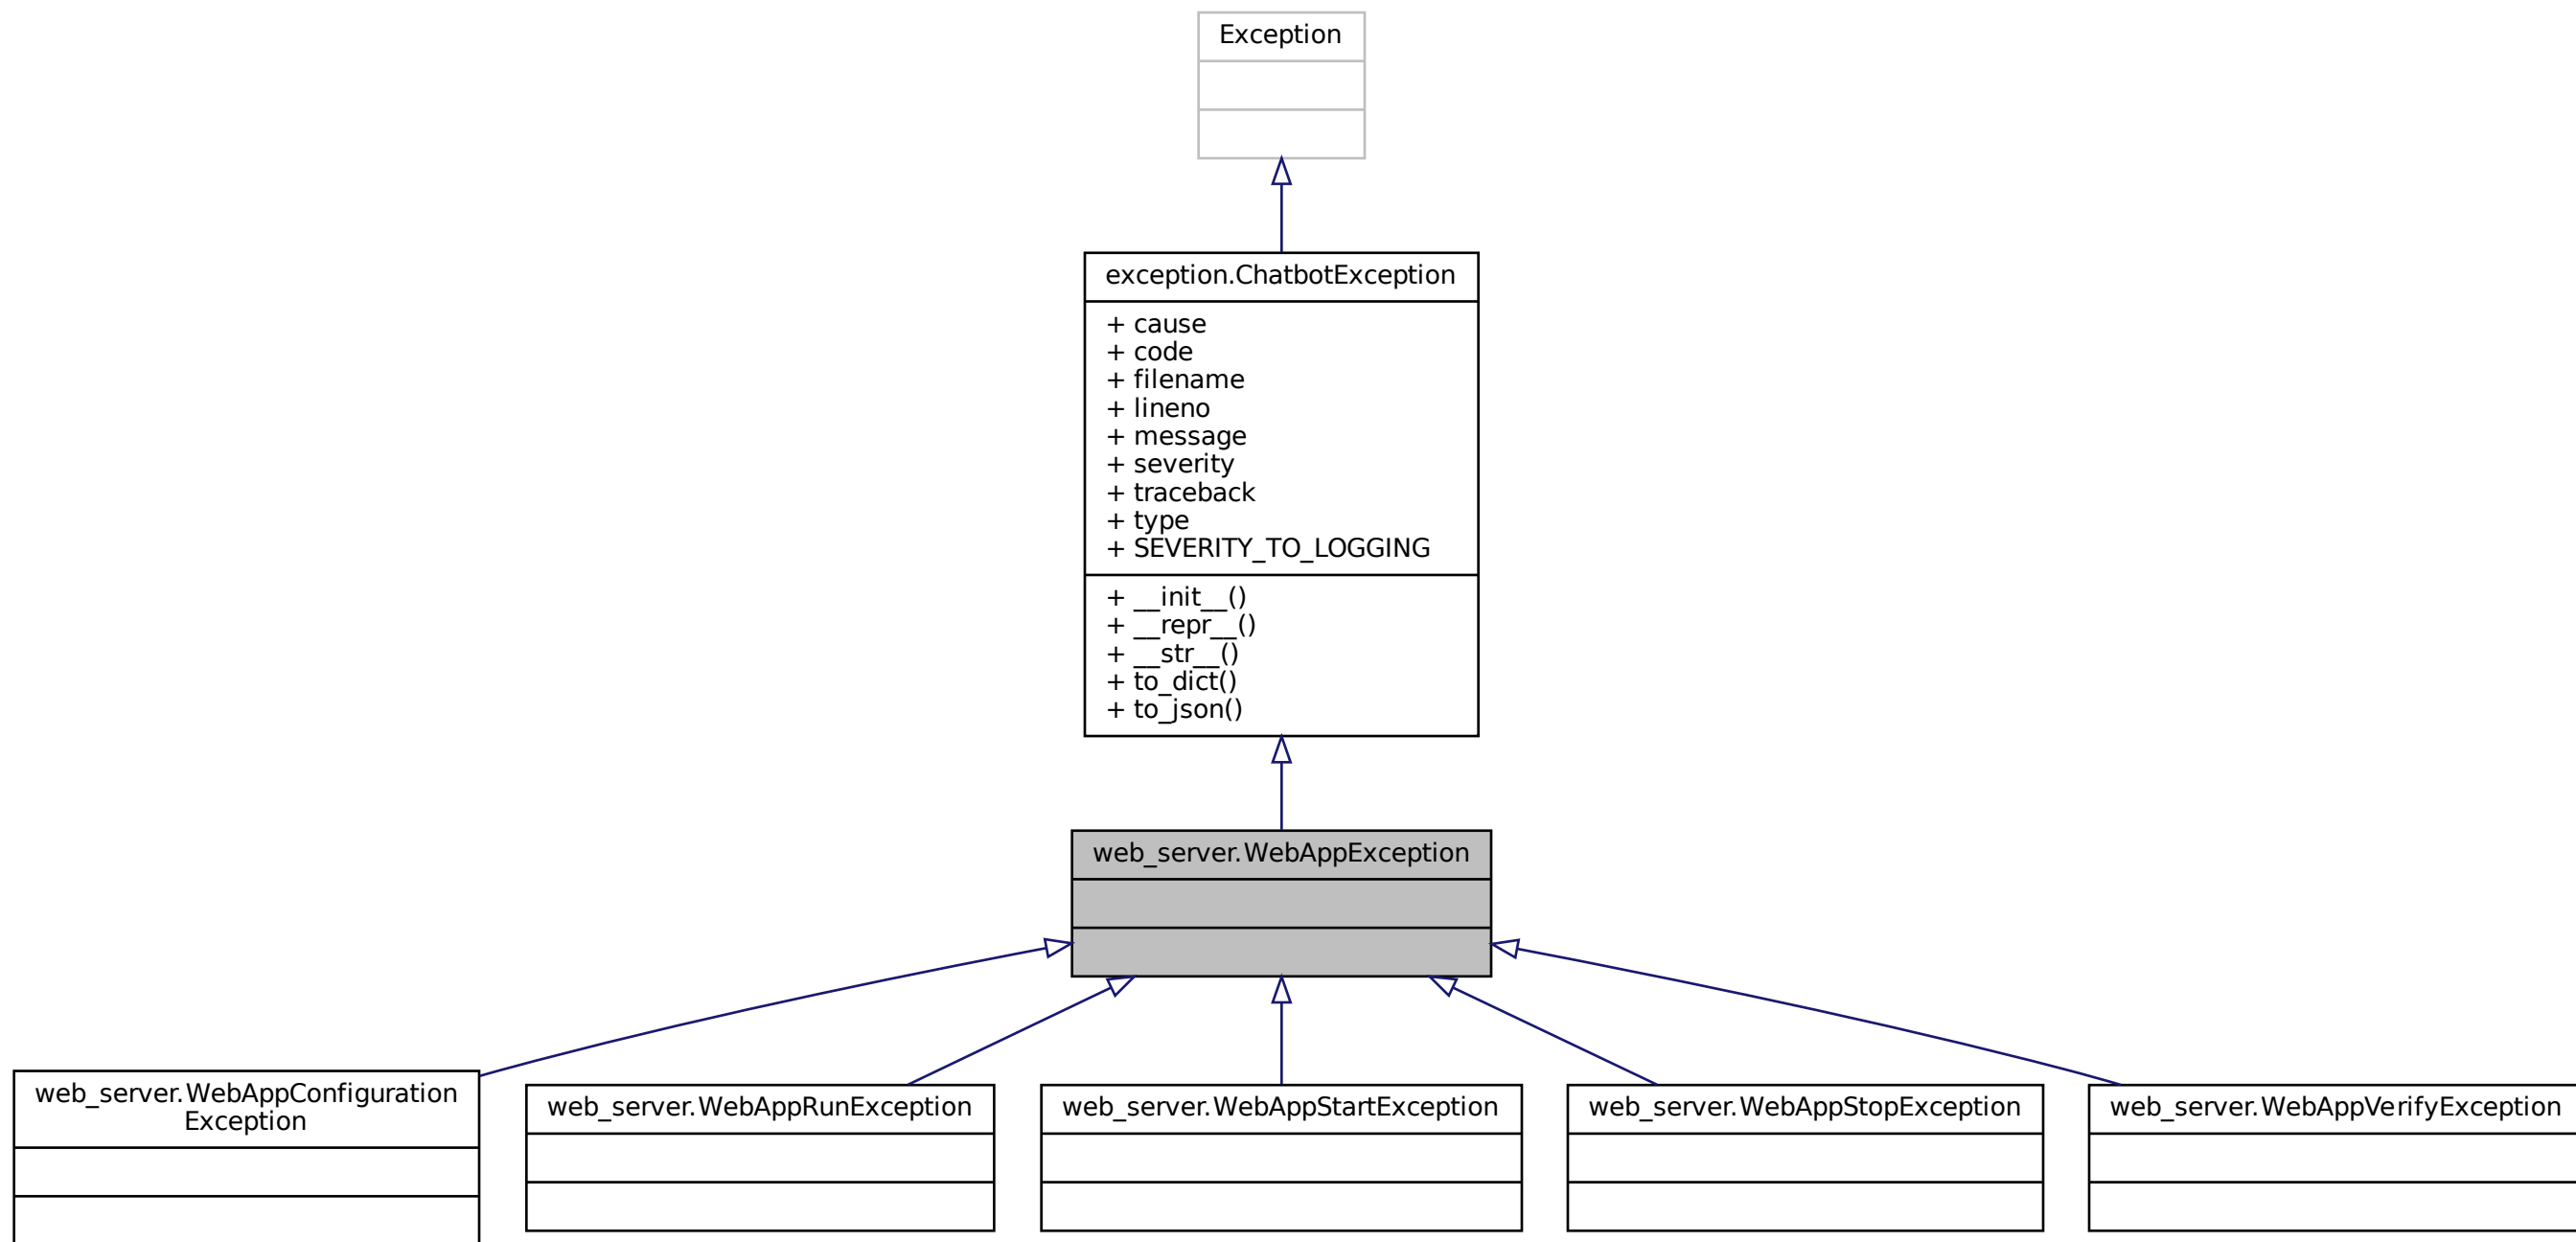 Exception
exception.ChatbotException
+ cause
+ code
+ filename
+ lineno
+ message
+ severity
+ traceback
+ type
+ SEVERITY_TO_LOGGING
+ __init__()
+ __repr__()
+ __str__()
+ to_dict()
+ to_json()
web_server.WebAppException
web_server.WebAppConfiguration
Exception
web_server.WebAppRunException
web_server.WebAppStartException
web_server.WebAppStopException
web_server.WebAppVerifyException